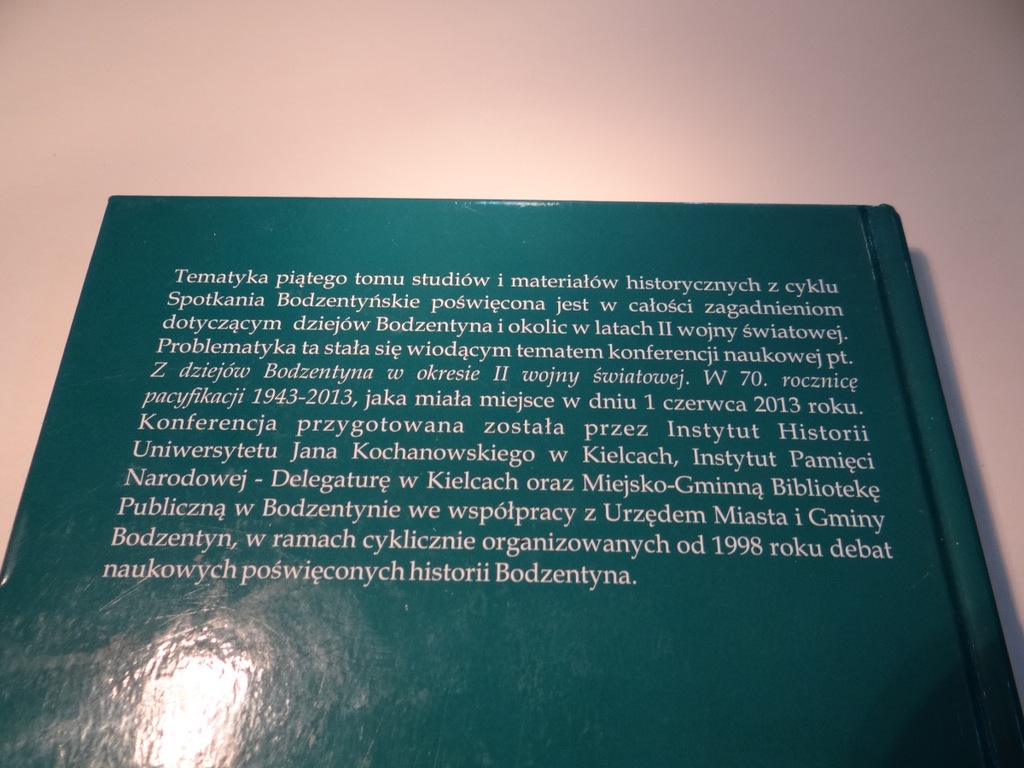 Tematyka piątego tomu studiów i materiałów historycznych z cyklu
Spotkania Bodzentyńskie poświęcona jest w całości zagadnieniom
dotyczącym dziejów Bodzentyna i okolic w latach II wojny światowej.
Problematyka ta stała się wiodącym tematem konferencji naukowej pt.
Z dziejów Bodzentyna w okresie II wojny światowej. W 70. rocznicę
pacyfikacji 1943-2013, jaka miała miejsce w dniu 1 czerwca 2013 roku.
Konferencja przygotowana została przez Instytut Historii
Uniwersytetu Jana Kochanowskiego w Kielcach, Instytut Pamięci
Narodowej - Delegaturę w Kielcach oraz Miejsko-Gminną Bibliotekę
Publiczną w Bodzentynie we współpracy z Urzędem Miasta i Gminy
Bodzentyn, w ramach cyklicznie organizowanych od 1998 roku debat
naukowych poświęconych historii Bodzentyna.